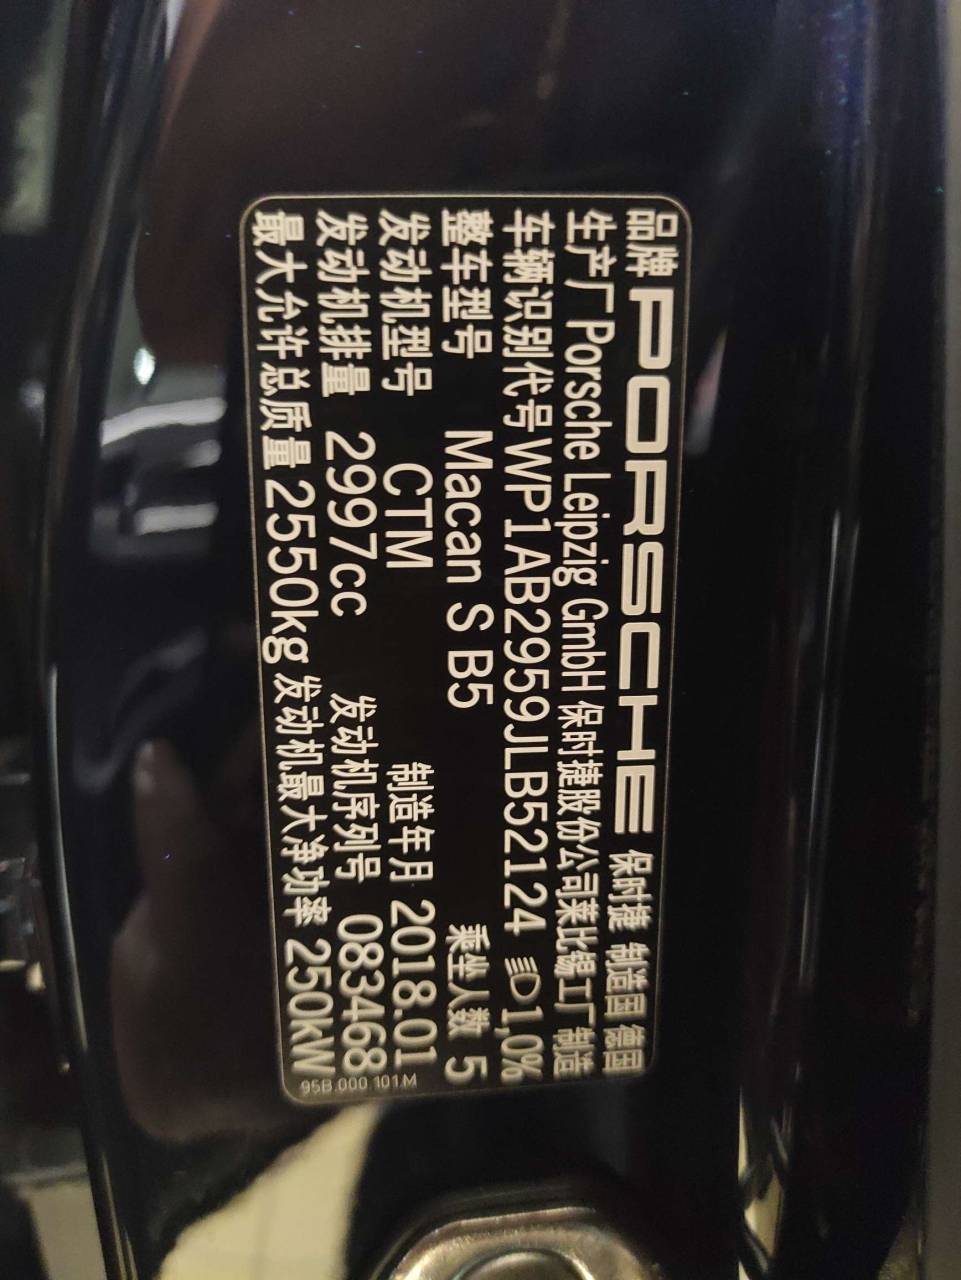 品牌 PORSCHE 保时捷 制造国 德国
生产厂 Porsche Leipzig GmbH 保时捷股份公司莱比锡工厂 制造
车辆识别代号 WP1AB2959JLB52124 1,0%
整车型号 Macan S B5 乘坐人数 5
发动机型号 CTM 制造年月 2018.01
发动机排量 2997cc 发动机序列号 083468
最大允许总质量 2550kg 发动机最大净功率 250kW
95B.000 101.M